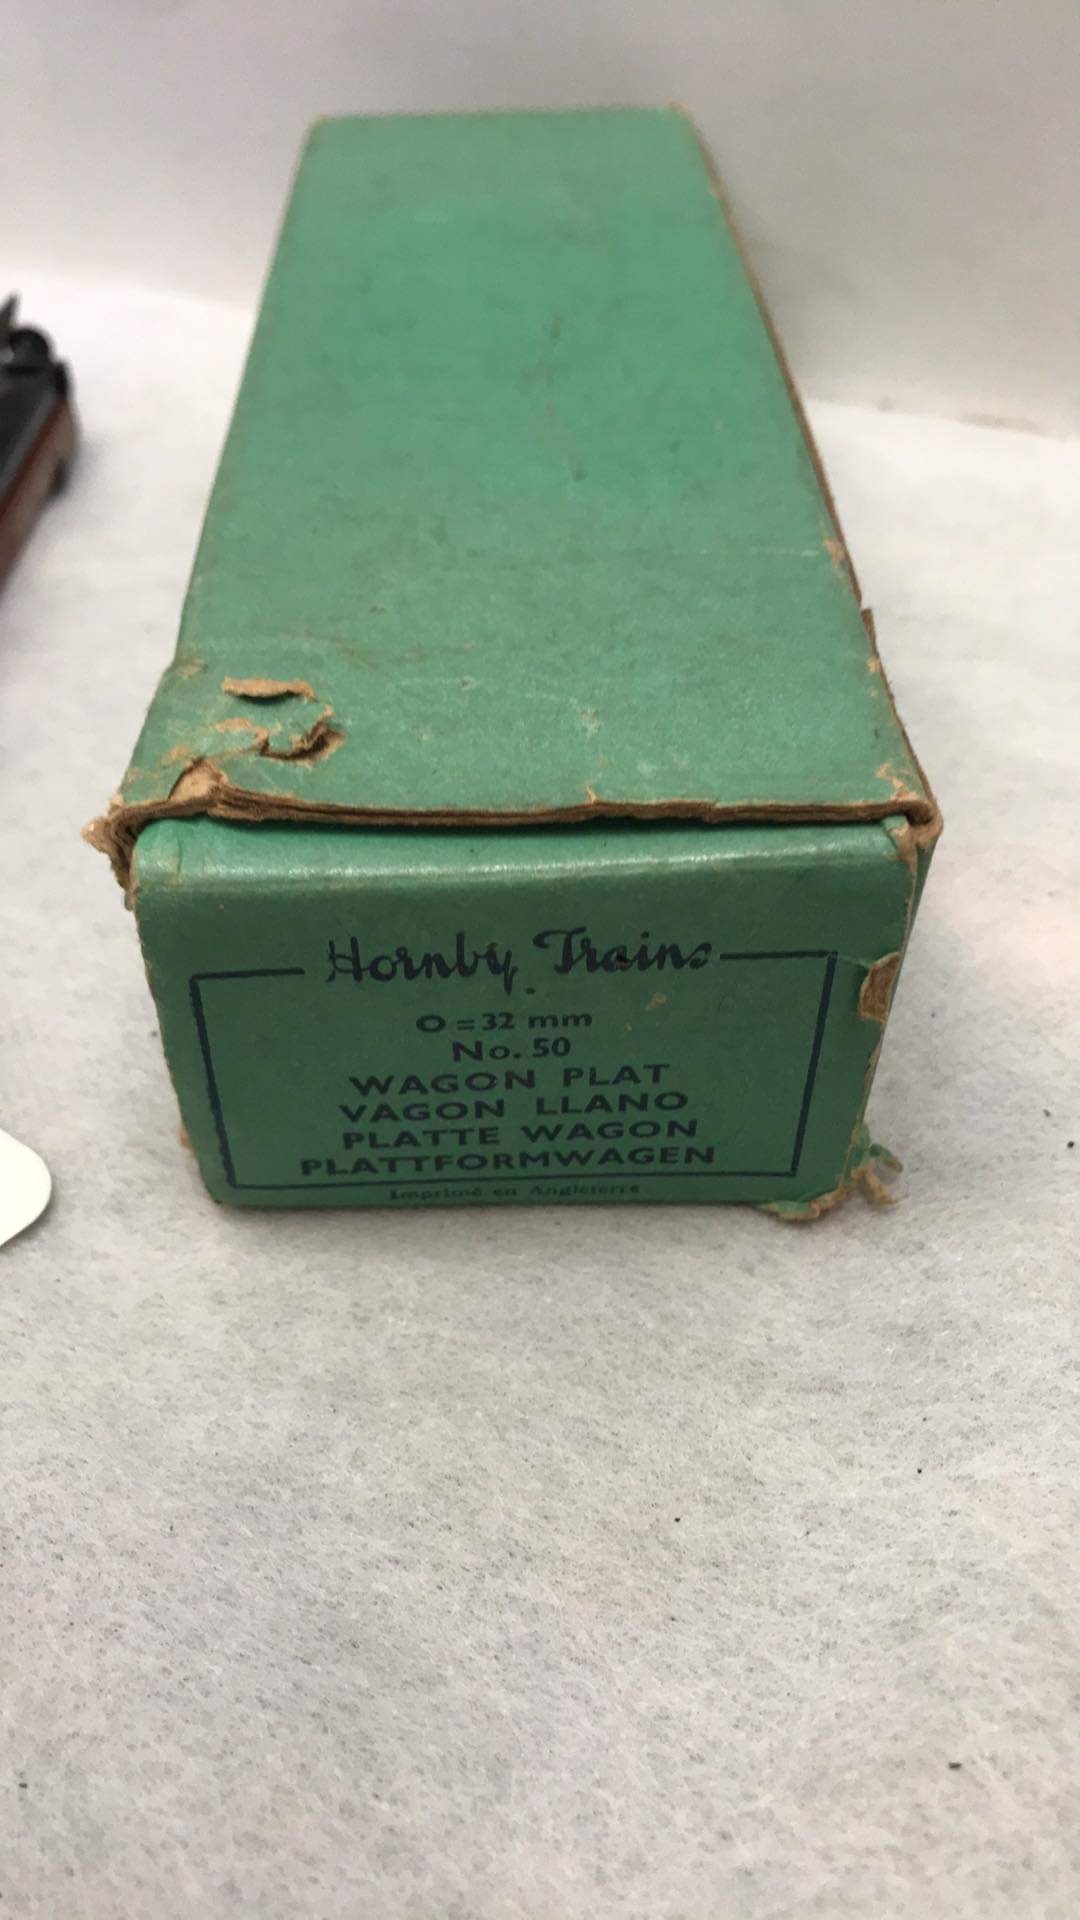 Hornby Trains
O = 32 mm
No. 50
WAGON PLAT
VAGON LLANO
PLATTE WAGON
PLATTFORMWAGEN
Imprimé en Angleterre